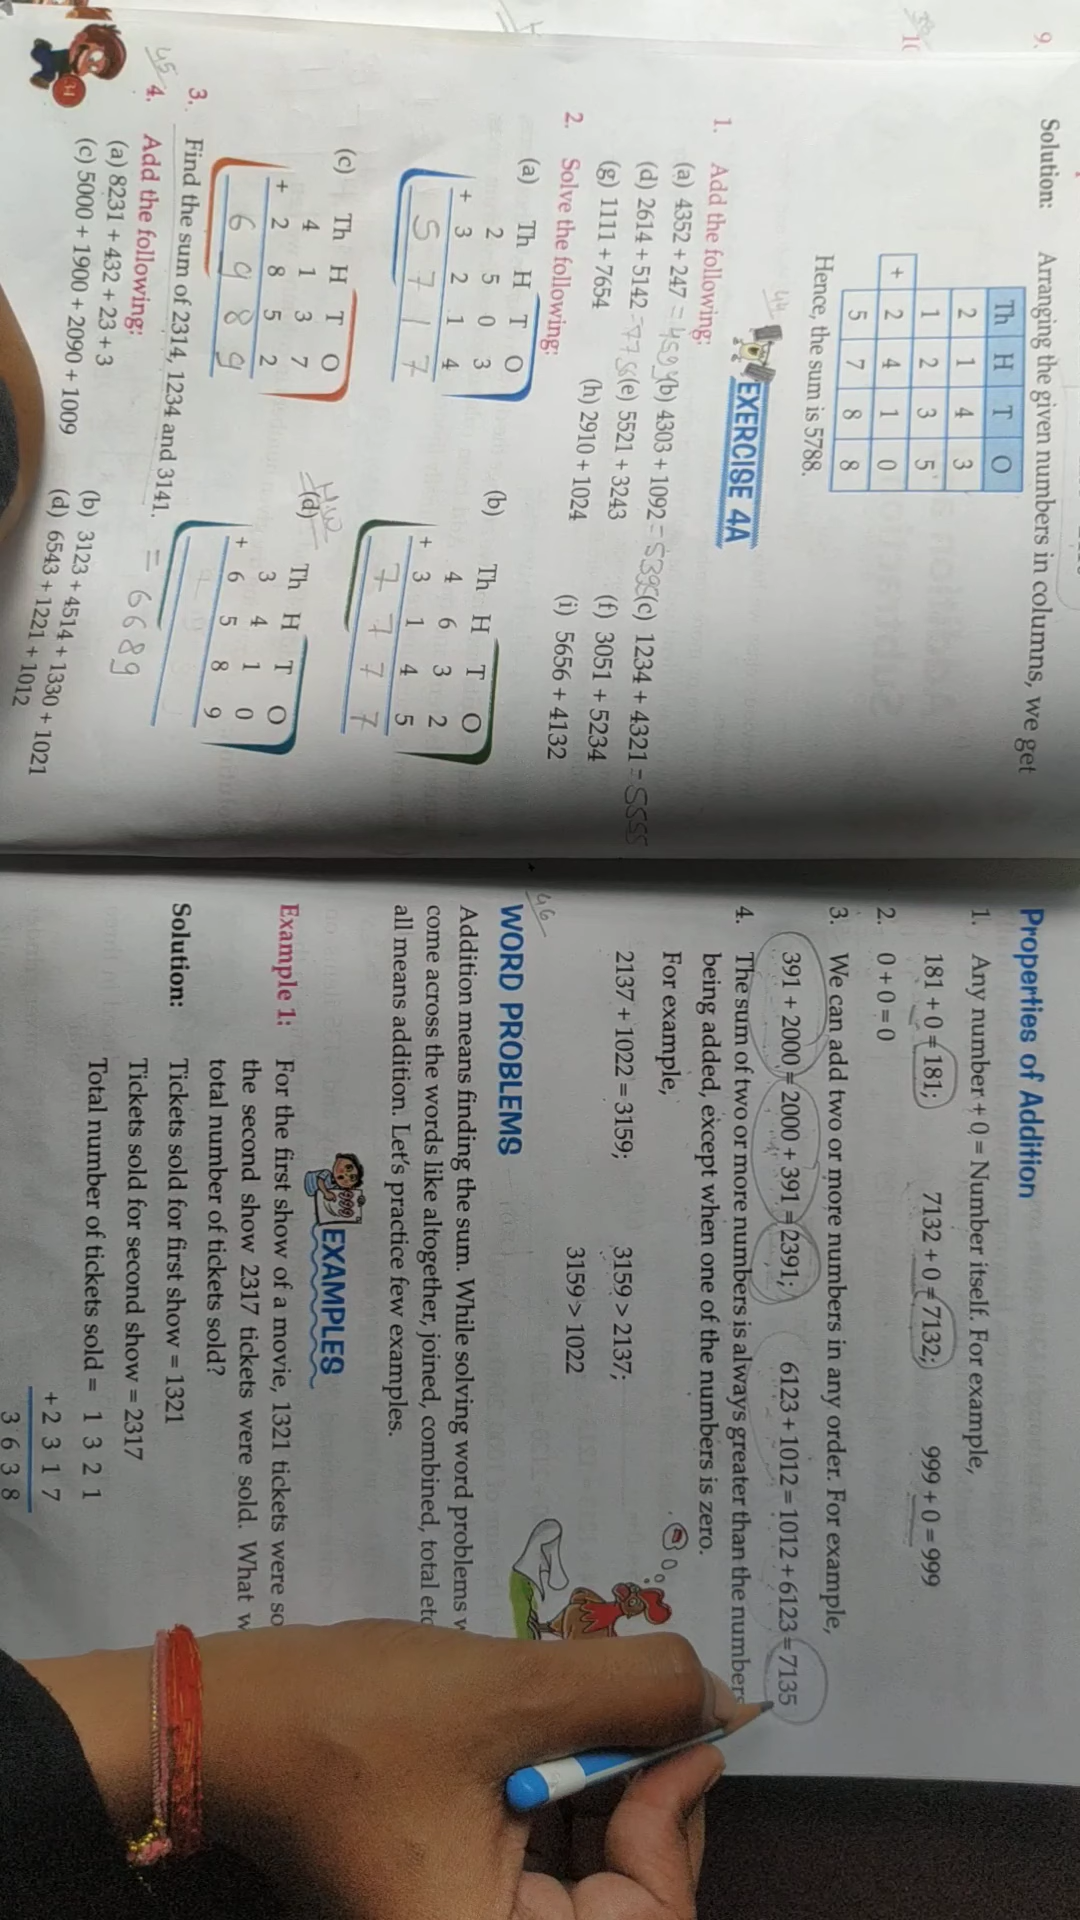 9.
10
Solution: Arranging the given numbers in columns, we get
Th H T O
2 1 4 3
1 2 3 5
+ 2 4 1 0
5 7 8 8
Hence, the sum is 5788.
44
EXERCISE 4A
1. Add the following:
(a) 4352 + 247 = 4599 (b) 4303 + 1092 = 5395 (c) 1234 + 4321 = 5555
(d) 2614 + 5142 = 7756 (e) 5521 + 3243 (f) 3051 + 5234
(g) 1111 + 7654 (h) 2910 + 1024 (i) 5656 + 4132
2. Solve the following:
(a) Th H T O
2 5 0 3
+ 3 2 1 4
5 7 1 7
(b) Th H T O
4 6 3 2
+ 3 1 4 5
7 7 7 7
(c) Th H T O
4 1 3 7
+ 2 8 5 2
6 9 8 9
H.W
(d) Th H T O
3 4 1 0
+ 6 5 8 9
3. Find the sum of 2314, 1234 and 3141. = 6689
45
4. Add the following:
(a) 8231 + 432 + 23 + 3 (b) 3123 + 4514 + 1330 + 1021
(c) 5000 + 1900 + 2090 + 1009 (d) 6543 + 1221 + 1012
34
Properties of Addition
1. Any number + 0 = Number itself. For example,
181 + 0 = 181; 7132 + 0 = 7132; 999 + 0 = 999
2. 0 + 0 = 0
3. We can add two or more numbers in any order. For example,
391 + 2000 = 2000 + 391 = 2391; 6123 + 1012 = 1012 + 6123 = 7135
4. The sum of two or more numbers is always greater than the numbers
being added, except when one of the numbers is zero.
For example,
2137 + 1022 = 3159; 3159 > 2137;
3159 > 1022
46
WORD PROBLEMS
Addition means finding the sum. While solving word problems w
come across the words like altogether, joined, combined, total etc
all means addition. Let's practice few examples.
EXAMPLES
Example 1: For the first show of a movie, 1321 tickets were so
the second show 2317 tickets were sold. What w
total number of tickets sold?
Solution: Tickets sold for first show = 1321
Tickets sold for second show = 2317
Total number of tickets sold = 1 3 2 1
+ 2 3 1 7
3 6 3 8